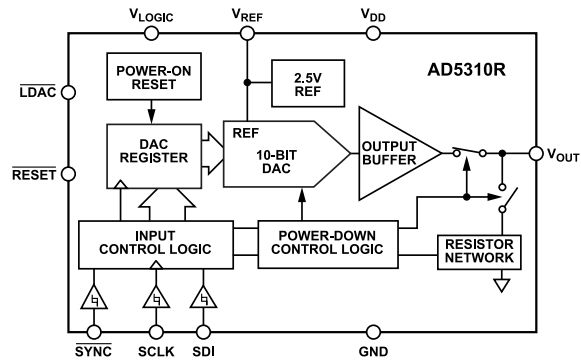 VLOGIC
VREF
VDD
AD5310R
POWER-ON
RESET
2.5V
REF
LDAC
REF
DAC
REGISTER
10-BIT
DAC
OUTPUT
BUFFER
VOUT
RESET
INPUT
CONTROL LOGIC
POWER-DOWN
CONTROL LOGIC
RESISTOR
NETWORK
SYNC
SCLK
SDI
GND